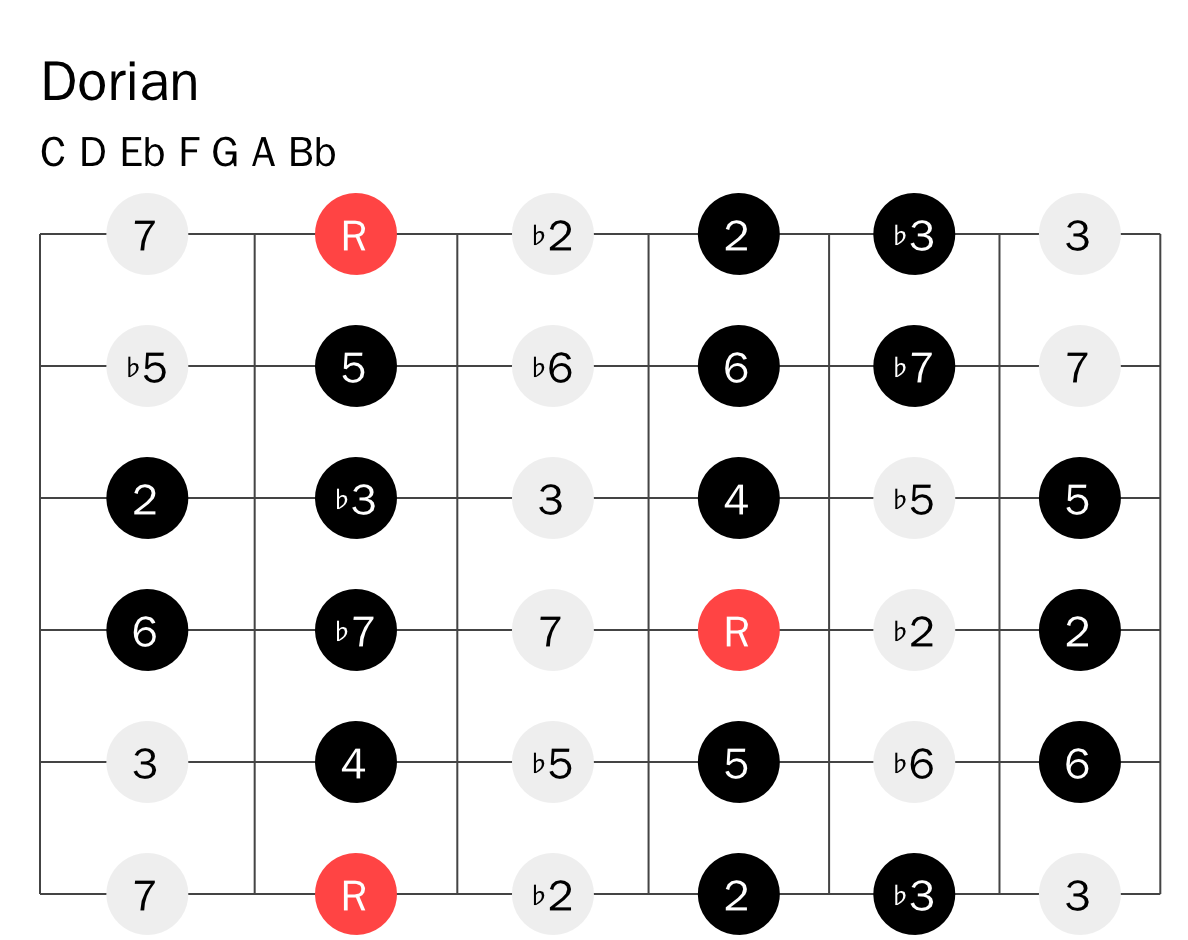 Dorian
C D Eb F G A Bb
7 R ♭2 2 ♭3 3
♭5 5 ♭6 6 ♭7 7
2 ♭3 3 4 ♭5 5
6 ♭7 7 R ♭2 2
3 4 ♭5 5 ♭6 6
7 R ♭2 2 ♭3 3